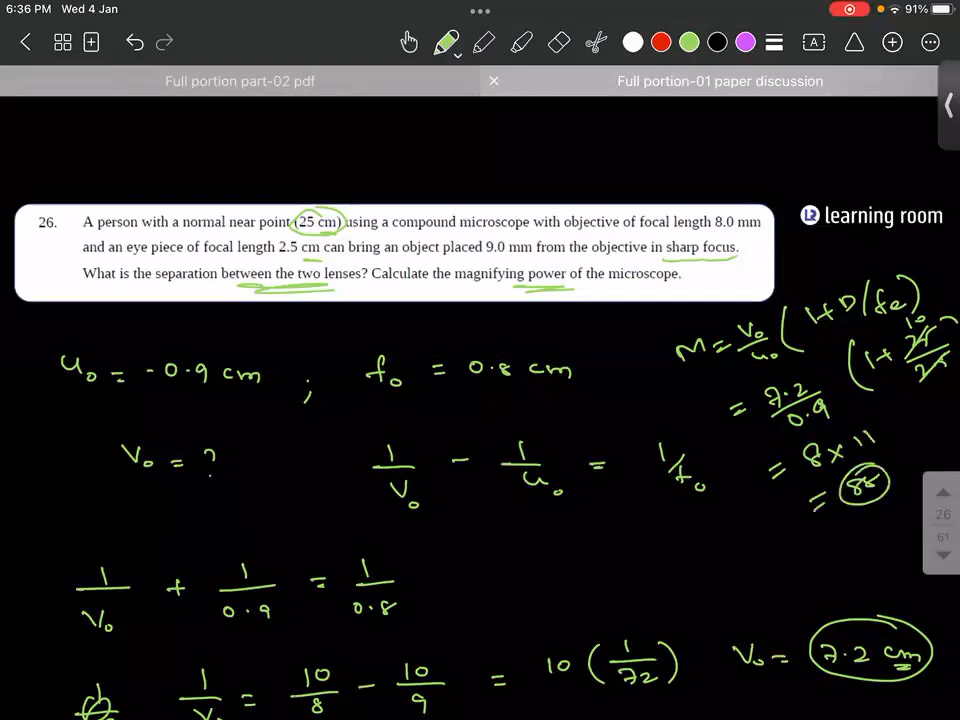 6:36 PM Wed 4 Jan
91%
A
Full portion part-02 pdf
Full portion-01 paper discussion
learning room
26. A person with a normal near point (25 cm) using a compound microscope with objective of focal length 8.0 mm
and an eye piece of focal length 2.5 cm can bring an object placed 9.0 mm from the objective in sharp focus.
What is the separation between the two lenses? Calculate the magnifying power of the microscope.
M = v₀/u₀ (1 + D/fe)
(1 + 25/25
= 7.2/0.9
= 8 × 11
= 88
u₀ = -0.9 cm ; f₀ = 0.8 cm
v₀ = ? 1/v₀ - 1/u₀ = 1/f₀
26
61
1/v₀ + 1/0.9 = 1/0.8
1/v₀ = 10/8 - 10/9 = 10 (1/72) v₀ = 7.2 cm